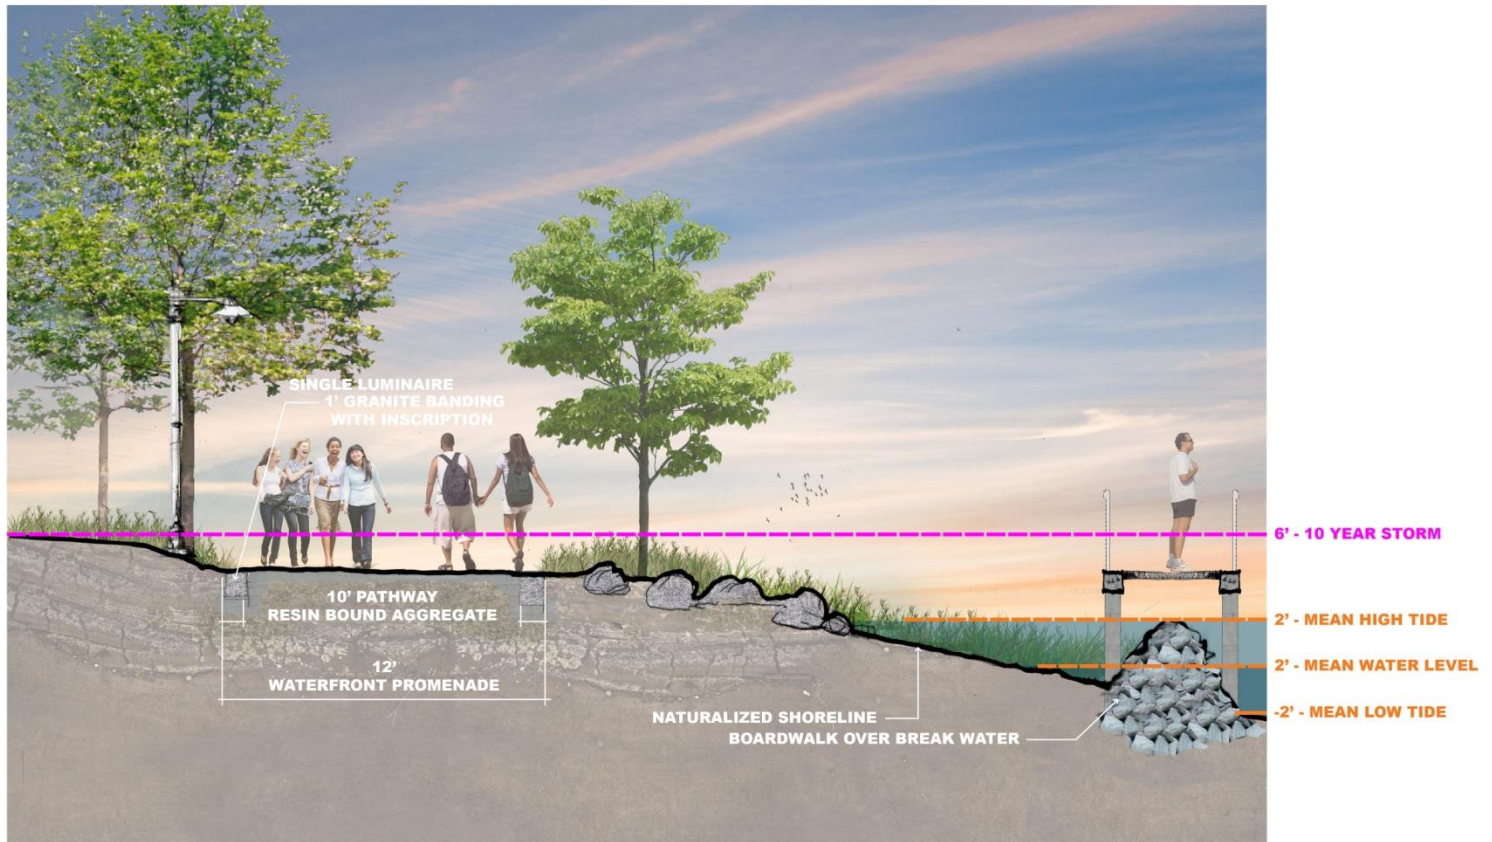 SINGLE LUMINAIRE
1' GRANITE BANDING
WITH INSCRIPTION
6' - 10 YEAR STORM
10' PATHWAY
RESIN BOUND AGGREGATE
2' - MEAN HIGH TIDE
12'
WATERFRONT PROMENADE
2' - MEAN WATER LEVEL
NATURALIZED SHORELINE
-2' - MEAN LOW TIDE
BOARDWALK OVER BREAK WATER